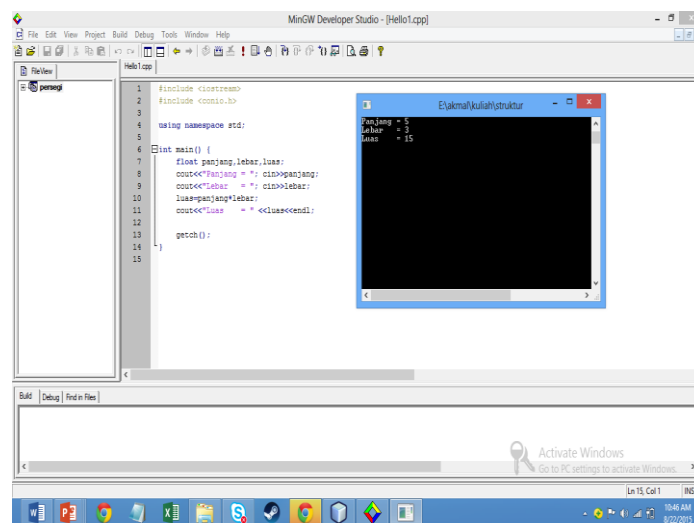 MinGW Developer Studio - [Hello1.cpp]
File Edit View Project Build Debug Tools Window Help
FileView
Hello1.cpp
persegi
1 #include <iostream>
2 #include <conio.h>
3
4 using namespace std;
5
6 int main() {
7 float panjang,lebar,luas;
8 cout<<"Panjang = "; cin>>panjang;
9 cout<<"Lebar   = "; cin>>lebar;
10 luas=panjang*lebar;
11 cout<<"Luas    = " <<luas<<endl;
12
13 getch();
14 }
15
E:\akmal\kuliah\struktur
Panjang = 5
Lebar   = 3
Luas    = 15
Build Debug Find in Files
Activate Windows
Go to PC settings to activate Windows.
Ln 15, Col 1 INS
10:46 AM
8/22/2015